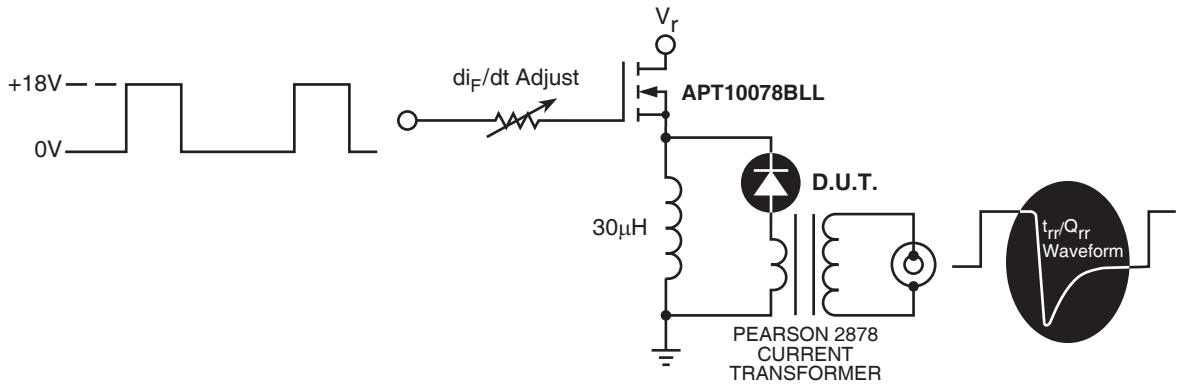 V_r
+18V
di_F/dt Adjust
APT10078BLL
0V
D.U.T.
30μH
t_rr/Q_rr
Waveform
PEARSON 2878
CURRENT
TRANSFORMER